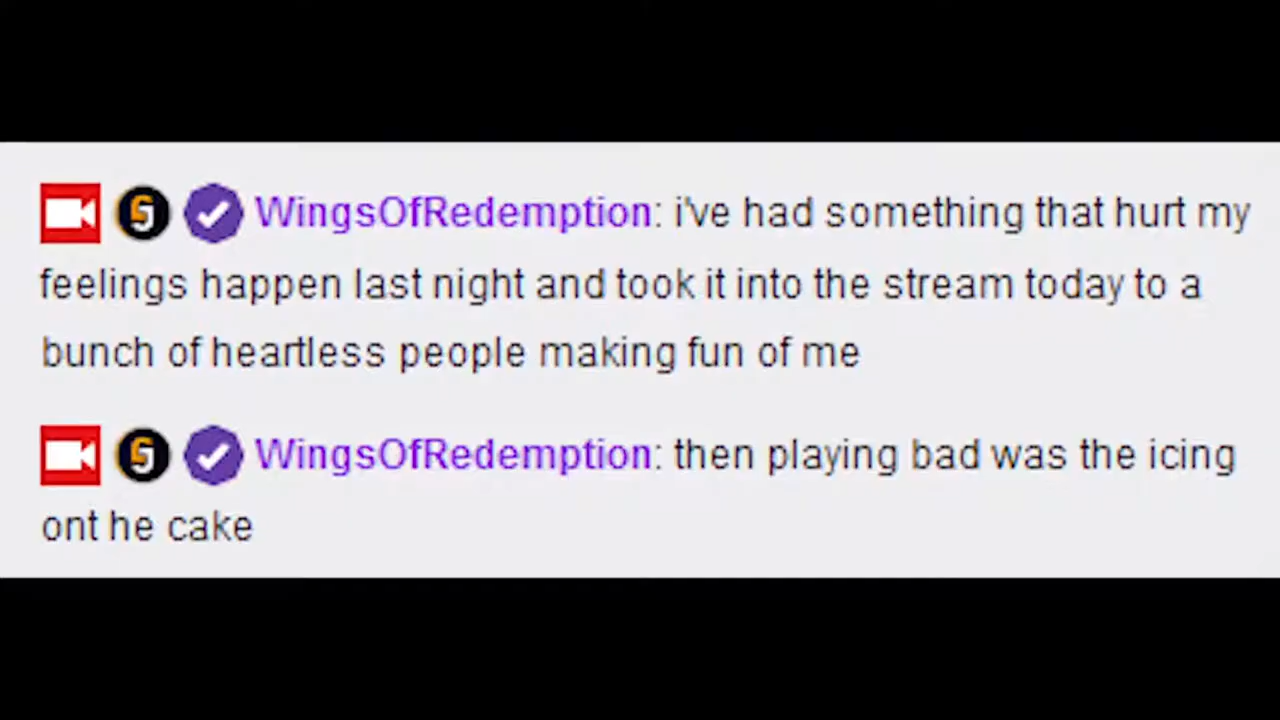 WingsOfRedemption: i've had something that hurt my
feelings happen last night and took it into the stream today to a
bunch of heartless people making fun of me
WingsOfRedemption: then playing bad was the icing
ont he cake